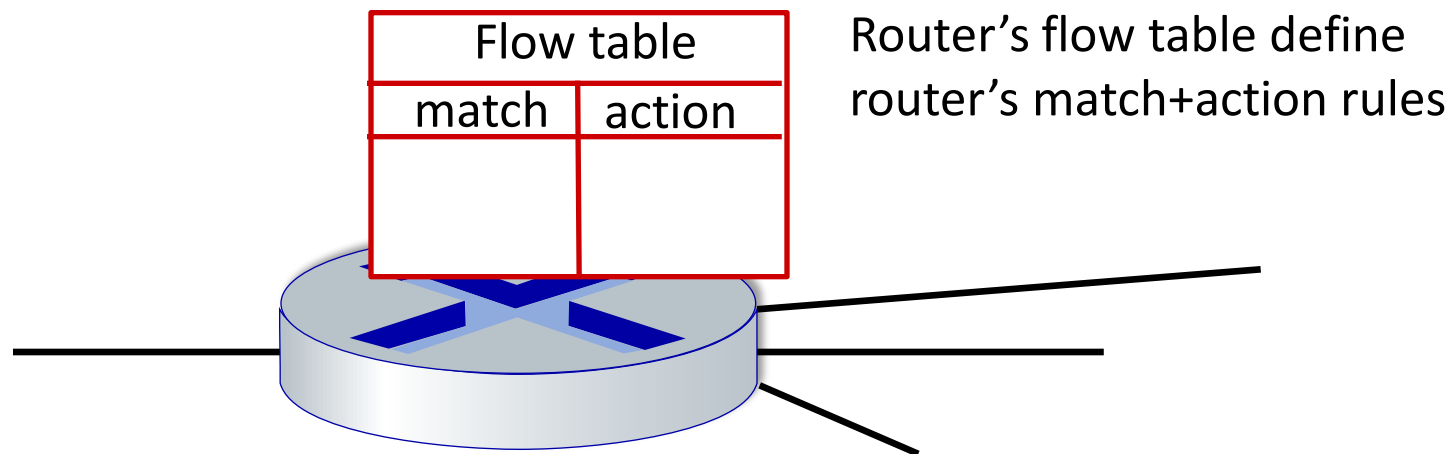 Flow table
match action
Router’s flow table define
router’s match+action rules